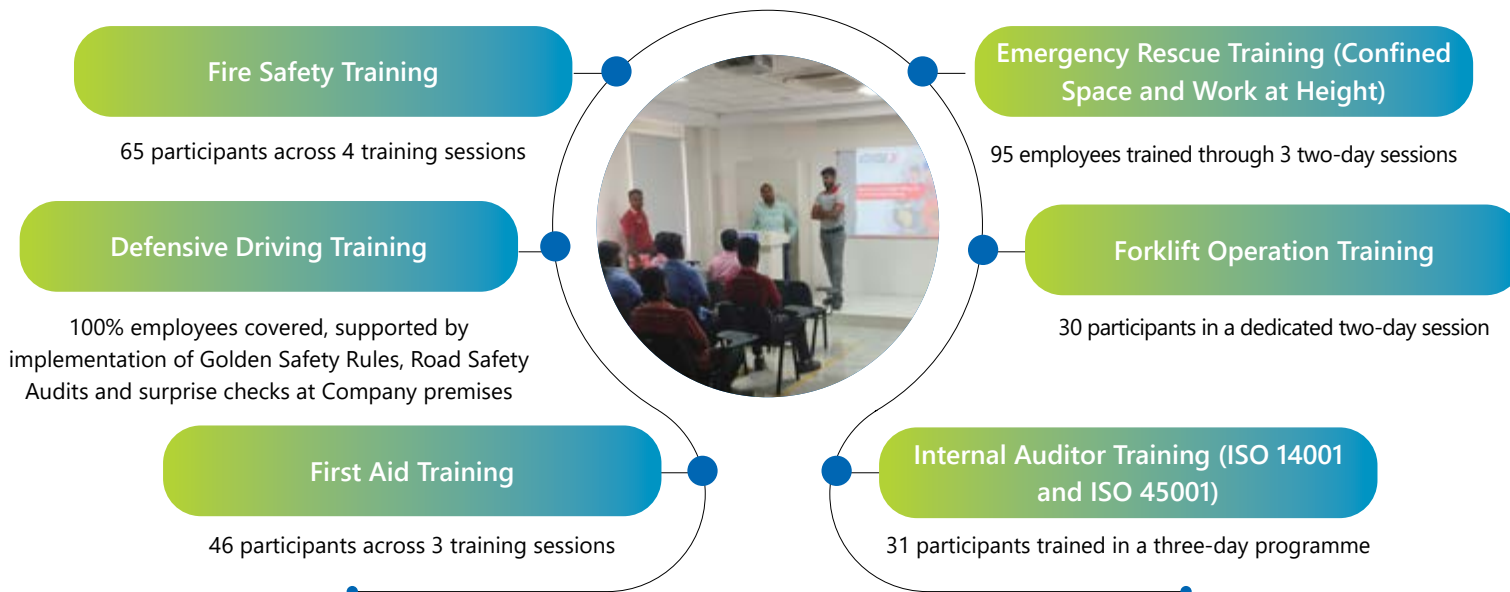 Fire Safety Training
65 participants across 4 training sessions
Defensive Driving Training
100% employees covered, supported by
implementation of Golden Safety Rules, Road Safety
Audits and surprise checks at Company premises
First Aid Training
46 participants across 3 training sessions
Emergency Rescue Training (Confined
Space and Work at Height)
95 employees trained through 3 two-day sessions
Forklift Operation Training
30 participants in a dedicated two-day session
Internal Auditor Training (ISO 14001
and ISO 45001)
31 participants trained in a three-day programme